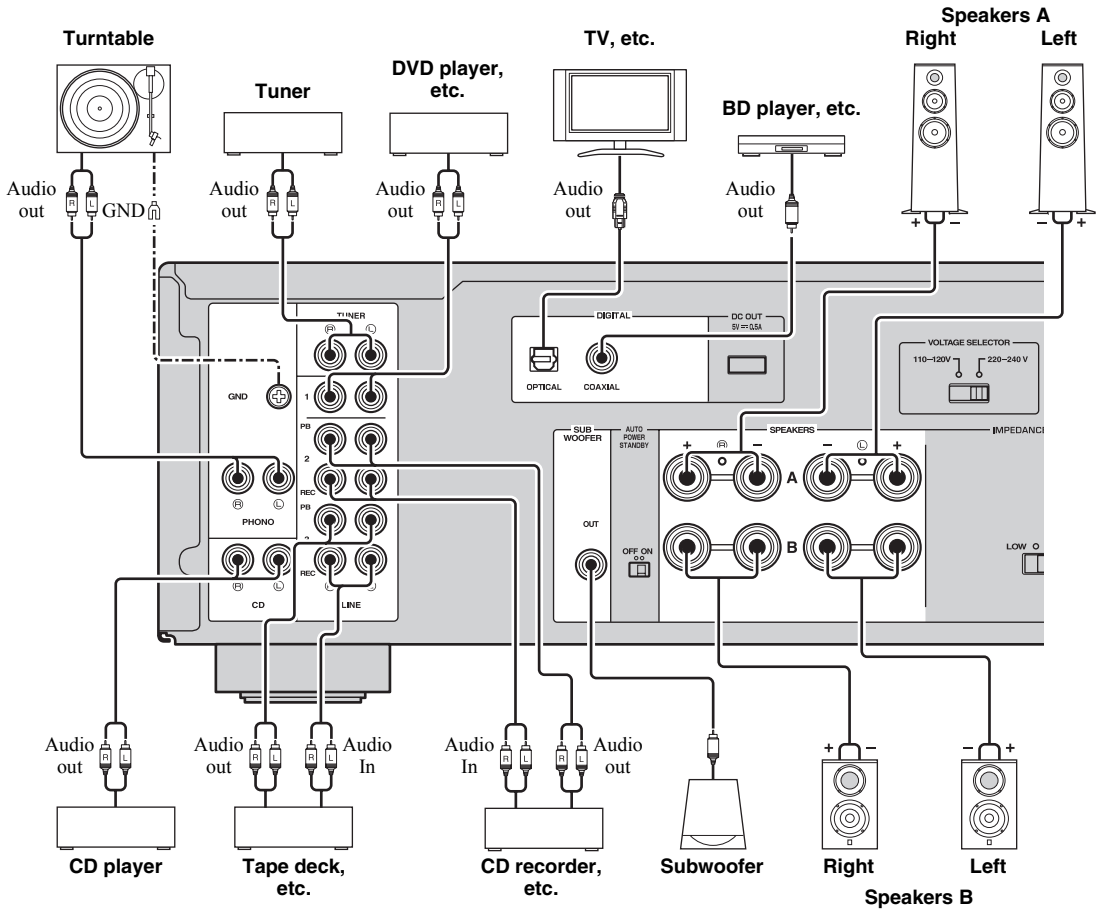 Speakers A
Turntable
TV, etc.
Right
Left
Tuner
DVD player,
etc.
BD player, etc.
Audio
out
R
L
GND
Audio
out
R
L
Audio
out
R
L
Audio
out
Audio
out
+
−
−
+
TUNER
Ⓡ
Ⓛ
DIGITAL
DC OUT
5V ⎓ 0.5A
OPTICAL
COAXIAL
VOLTAGE SELECTOR
110–120V
220–240 V
GND
1
PB
2
REC
PB
REC
Ⓡ
Ⓛ
PHONO
Ⓡ
Ⓛ
CD
LINE
SUB
WOOFER
OUT
AUTO
POWER
STANDBY
OFF ON
SPEAKERS
+
Ⓡ
−
−
Ⓛ
+
A
B
IMPEDANCE
LOW
Audio
out
R
L
Audio
out
R
L
R
L
Audio
In
Audio
In
R
L
R
L
Audio
out
+
−
−
+
CD player
Tape deck,
etc.
CD recorder,
etc.
Subwoofer
Right
Left
Speakers B